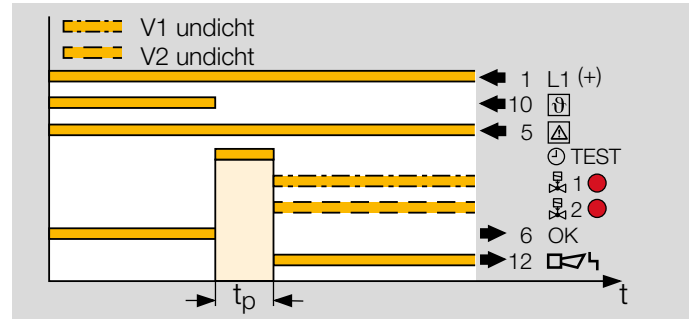 V1 undicht
V2 undicht
1 L1 (+)
10 ϑ
5
TEST
1
2
6 OK
12
tp
t